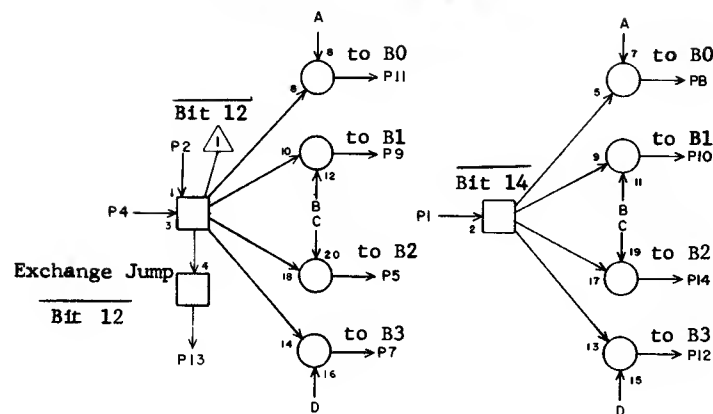 A
8
to B0
8
P11
Bit 12
1
P2
10
to B1
P9
12
1
P4
3
B
C
4
20
to B2
18
P5
Exchange Jump
Bit 12
14
to B3
P7
16
P13
D
A
7
to B0
5
P8
Bit 14
9
to B1
P10
11
P1
2
B
C
19
to B2
17
P14
13
to B3
P12
15
D